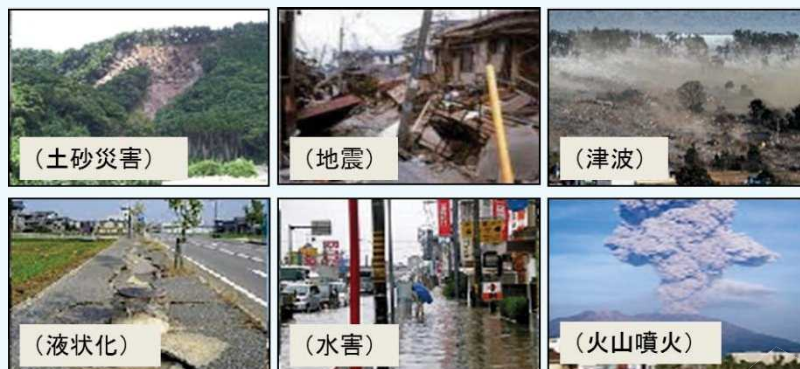 （土砂災害）
（地震）
（津波）
（液状化）
（水害）
（火山噴火）